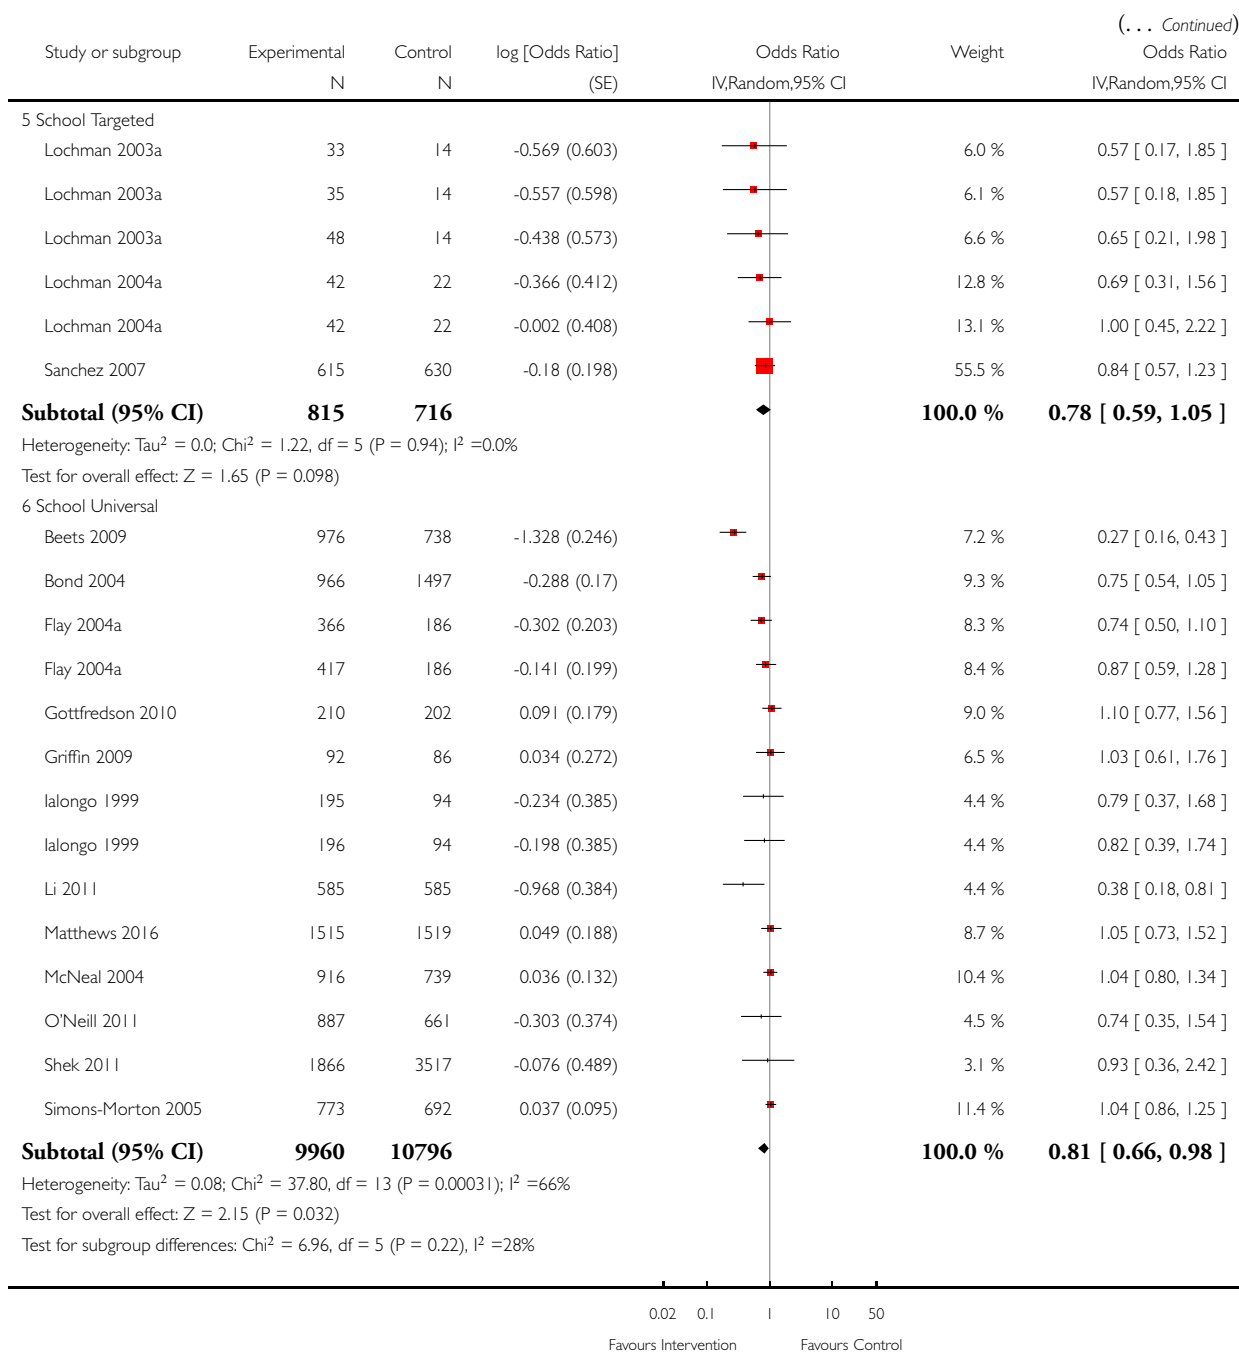 (... Continued)
Study or subgroup Experimental Control log [Odds Ratio] Odds Ratio Weight Odds Ratio
N N (SE) IV,Random,95% CI IV,Random,95% CI
5 School Targeted
Lochman 2003a 33 14 -0.569 (0.603) 6.0 % 0.57 [ 0.17, 1.85 ]
Lochman 2003a 35 14 -0.557 (0.598) 6.1 % 0.57 [ 0.18, 1.85 ]
Lochman 2003a 48 14 -0.438 (0.573) 6.6 % 0.65 [ 0.21, 1.98 ]
Lochman 2004a 42 22 -0.366 (0.412) 12.8 % 0.69 [ 0.31, 1.56 ]
Lochman 2004a 42 22 -0.002 (0.408) 13.1 % 1.00 [ 0.45, 2.22 ]
Sanchez 2007 615 630 -0.18 (0.198) 55.5 % 0.84 [ 0.57, 1.23 ]
Subtotal (95% CI) 815 716 100.0 % 0.78 [ 0.59, 1.05 ]
Heterogeneity: Tau² = 0.0; Chi² = 1.22, df = 5 (P = 0.94); I² =0.0%
Test for overall effect: Z = 1.65 (P = 0.098)
6 School Universal
Beets 2009 976 738 -1.328 (0.246) 7.2 % 0.27 [ 0.16, 0.43 ]
Bond 2004 966 1497 -0.288 (0.17) 9.3 % 0.75 [ 0.54, 1.05 ]
Flay 2004a 366 186 -0.302 (0.203) 8.3 % 0.74 [ 0.50, 1.10 ]
Flay 2004a 417 186 -0.141 (0.199) 8.4 % 0.87 [ 0.59, 1.28 ]
Gottfredson 2010 210 202 0.091 (0.179) 9.0 % 1.10 [ 0.77, 1.56 ]
Griffin 2009 92 86 0.034 (0.272) 6.5 % 1.03 [ 0.61, 1.76 ]
Ialongo 1999 195 94 -0.234 (0.385) 4.4 % 0.79 [ 0.37, 1.68 ]
Ialongo 1999 196 94 -0.198 (0.385) 4.4 % 0.82 [ 0.39, 1.74 ]
Li 2011 585 585 -0.968 (0.384) 4.4 % 0.38 [ 0.18, 0.81 ]
Matthews 2016 1515 1519 0.049 (0.188) 8.7 % 1.05 [ 0.73, 1.52 ]
McNeal 2004 916 739 0.036 (0.132) 10.4 % 1.04 [ 0.80, 1.34 ]
O'Neill 2011 887 661 -0.303 (0.374) 4.5 % 0.74 [ 0.35, 1.54 ]
Shek 2011 1866 3517 -0.076 (0.489) 3.1 % 0.93 [ 0.36, 2.42 ]
Simons-Morton 2005 773 692 0.037 (0.095) 11.4 % 1.04 [ 0.86, 1.25 ]
Subtotal (95% CI) 9960 10796 100.0 % 0.81 [ 0.66, 0.98 ]
Heterogeneity: Tau² = 0.08; Chi² = 37.80, df = 13 (P = 0.00031); I² =66%
Test for overall effect: Z = 2.15 (P = 0.032)
Test for subgroup differences: Chi² = 6.96, df = 5 (P = 0.22), I² =28%
0.02 0.1 1 10 50
Favours Intervention Favours Control